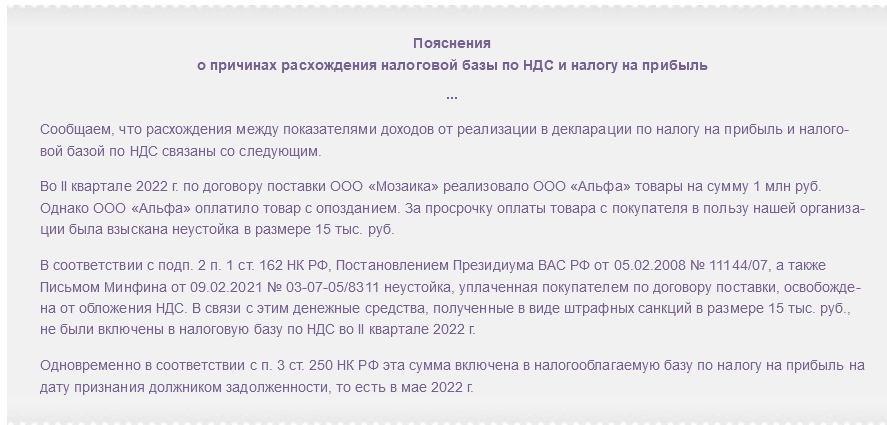 Пояснения
о причинах расхождения налоговой базы по НДС и налогу на прибыль
...
Сообщаем, что расхождения между показателями доходов от реализации в декларации по налогу на прибыль и налого-
вой базой по НДС связаны со следующим.
Во II квартале 2022 г. по договору поставки ООО «Мозаика» реализовало ООО «Альфа» товары на сумму 1 млн руб.
Однако ООО «Альфа» оплатило товар с опозданием. За просрочку оплаты товара с покупателя в пользу нашей организа-
ции была взыскана неустойка в размере 15 тыс. руб.
В соответствии с подп. 2 п. 1 ст. 162 НК РФ, Постановлением Президиума ВАС РФ от 05.02.2008 № 11144/07, а также
Письмом Минфина от 09.02.2021 № 03-07-05/8311 неустойка, уплаченная покупателем по договору поставки, освобожде-
на от обложения НДС. В связи с этим денежные средства, полученные в виде штрафных санкций в размере 15 тыс. руб.,
не были включены в налоговую базу по НДС во II квартале 2022 г.
Одновременно в соответствии с п. 3 ст. 250 НК РФ эта сумма включена в налогооблагаемую базу по налогу на прибыль на
дату признания должником задолженности, то есть в мае 2022 г.